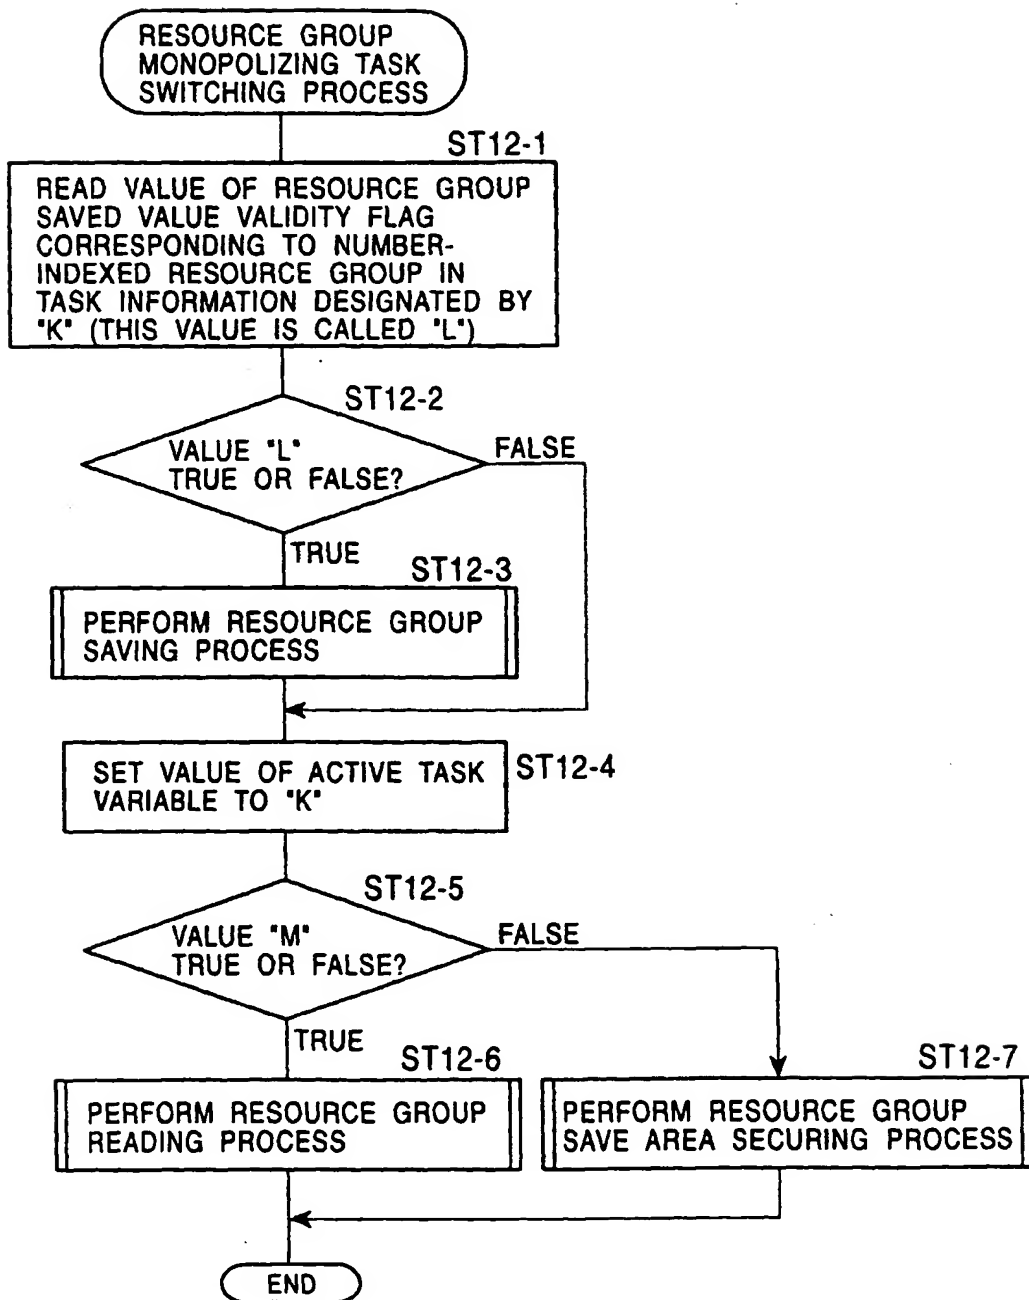 RESOURCE GROUP
MONOPOLIZING TASK
SWITCHING PROCESS
ST12-1
READ VALUE OF RESOURCE GROUP
SAVED VALUE VALIDITY FLAG
CORRESPONDING TO NUMBER-
INDEXED RESOURCE GROUP IN
TASK INFORMATION DESIGNATED BY
"K" (THIS VALUE IS CALLED "L")
ST12-2
VALUE "L"
TRUE OR FALSE?
FALSE
TRUE
ST12-3
PERFORM RESOURCE GROUP
SAVING PROCESS
SET VALUE OF ACTIVE TASK
VARIABLE TO "K"
ST12-4
ST12-5
VALUE "M"
TRUE OR FALSE?
FALSE
TRUE
ST12-6
PERFORM RESOURCE GROUP
READING PROCESS
ST12-7
PERFORM RESOURCE GROUP
SAVE AREA SECURING PROCESS
END